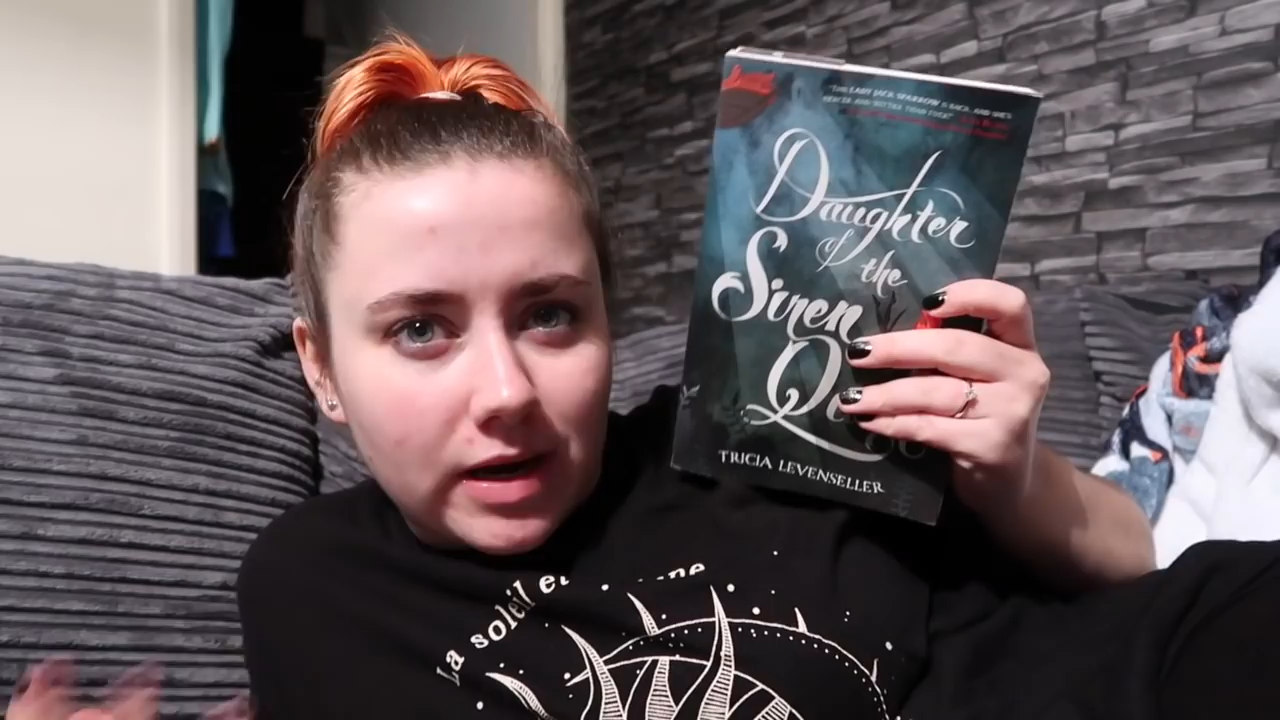 "THE LADY JACK SPARROW IS BACK, AND SHE'S
FIERCER AND BETTER THAN EVER!"
Daughter
of
the
Siren
TRICIA LEVENSELLER
La soleil et